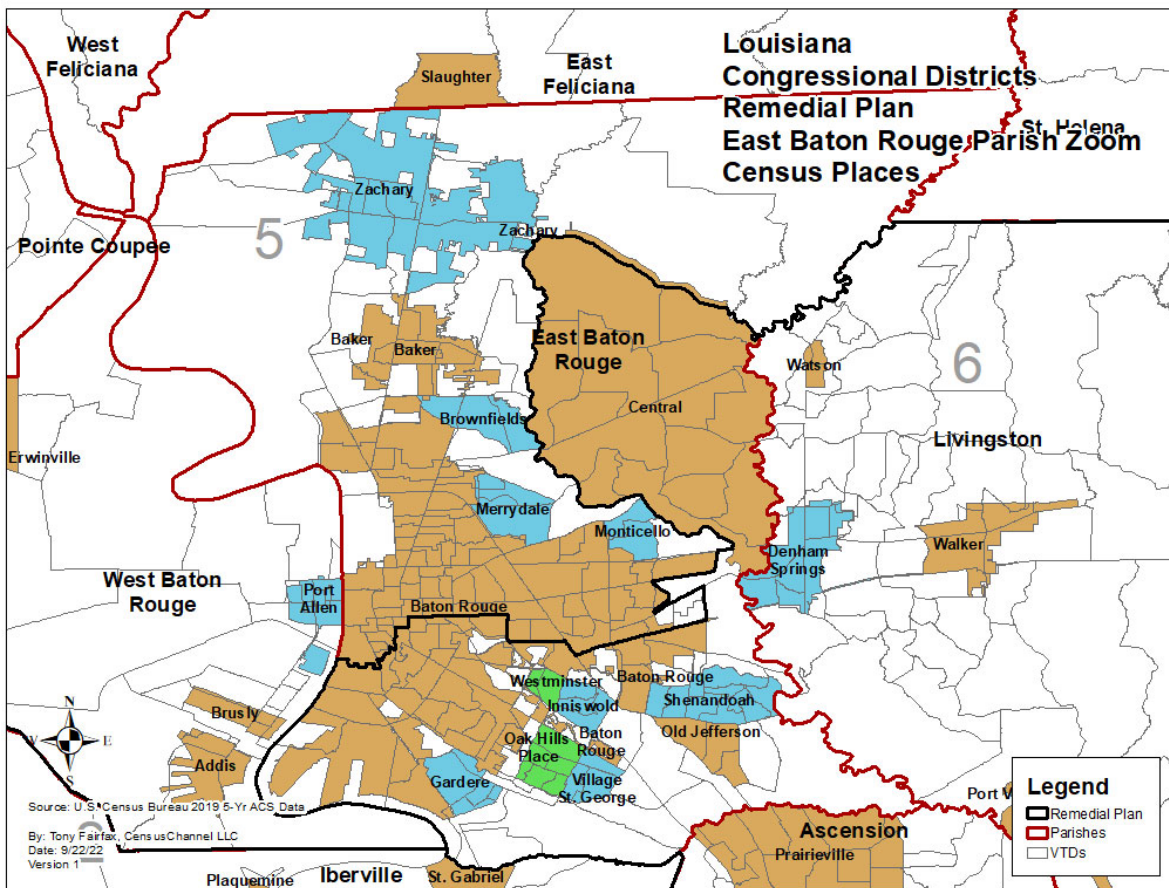 Louisiana
Congressional Districts
Remedial Plan
East Baton Rouge Parish Zoom
Census Places
West
Feliciana
East
Feliciana
St. Helena
Slaughter
Zachary
Zachary
5
Pointe Coupee
Baker
Baker
East Baton
Rouge
Watson
6
Central
Brownfields
Livingston
Erwinville
Merrydale
Monticello
Walker
Denham
Springs
West Baton
Rouge
Port
Allen
Baton Rouge
Westminster
Baton Rouge
Inniswold
Shenandoah
Brusly
Oak Hills
Place
Baton
Rouge
Old Jefferson
Addis
Gardere
Village
St. George
N
E
S
Source: U.S. Census Bureau 2019 5-Yr ACS_Data
By: Tony Fairfax, CensusChannel LLC
Date: 9/22/22
Version 1
Plaquemine
Iberville
St. Gabriel
Ascension
Prairieville
Port
Legend
Remedial Plan
Parishes
VTDs